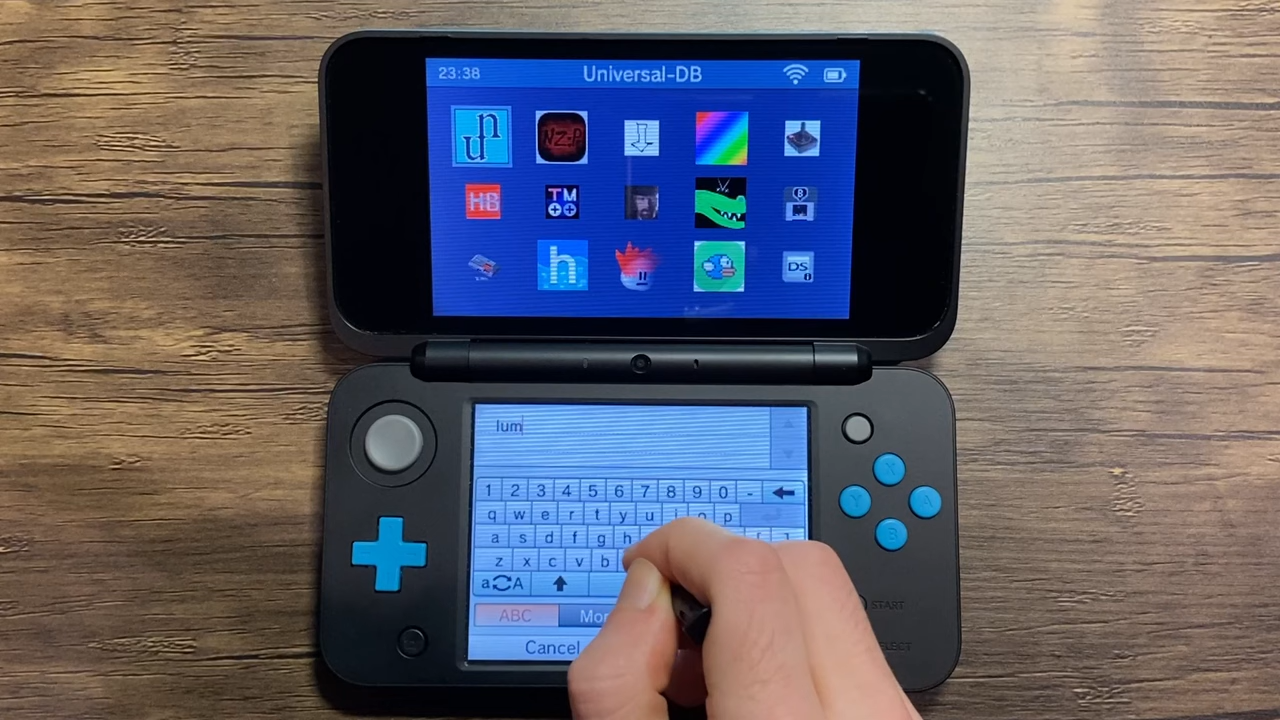 23:38 Universal-DB
NZ:P
HB TM
B
h DS
lum
1 2 3 4 5 6 7 8 9 0 -
q w e r t y u i o p
a s d f g h
z x c v b
a A
ABC
Cancel
X
Y A
B
START